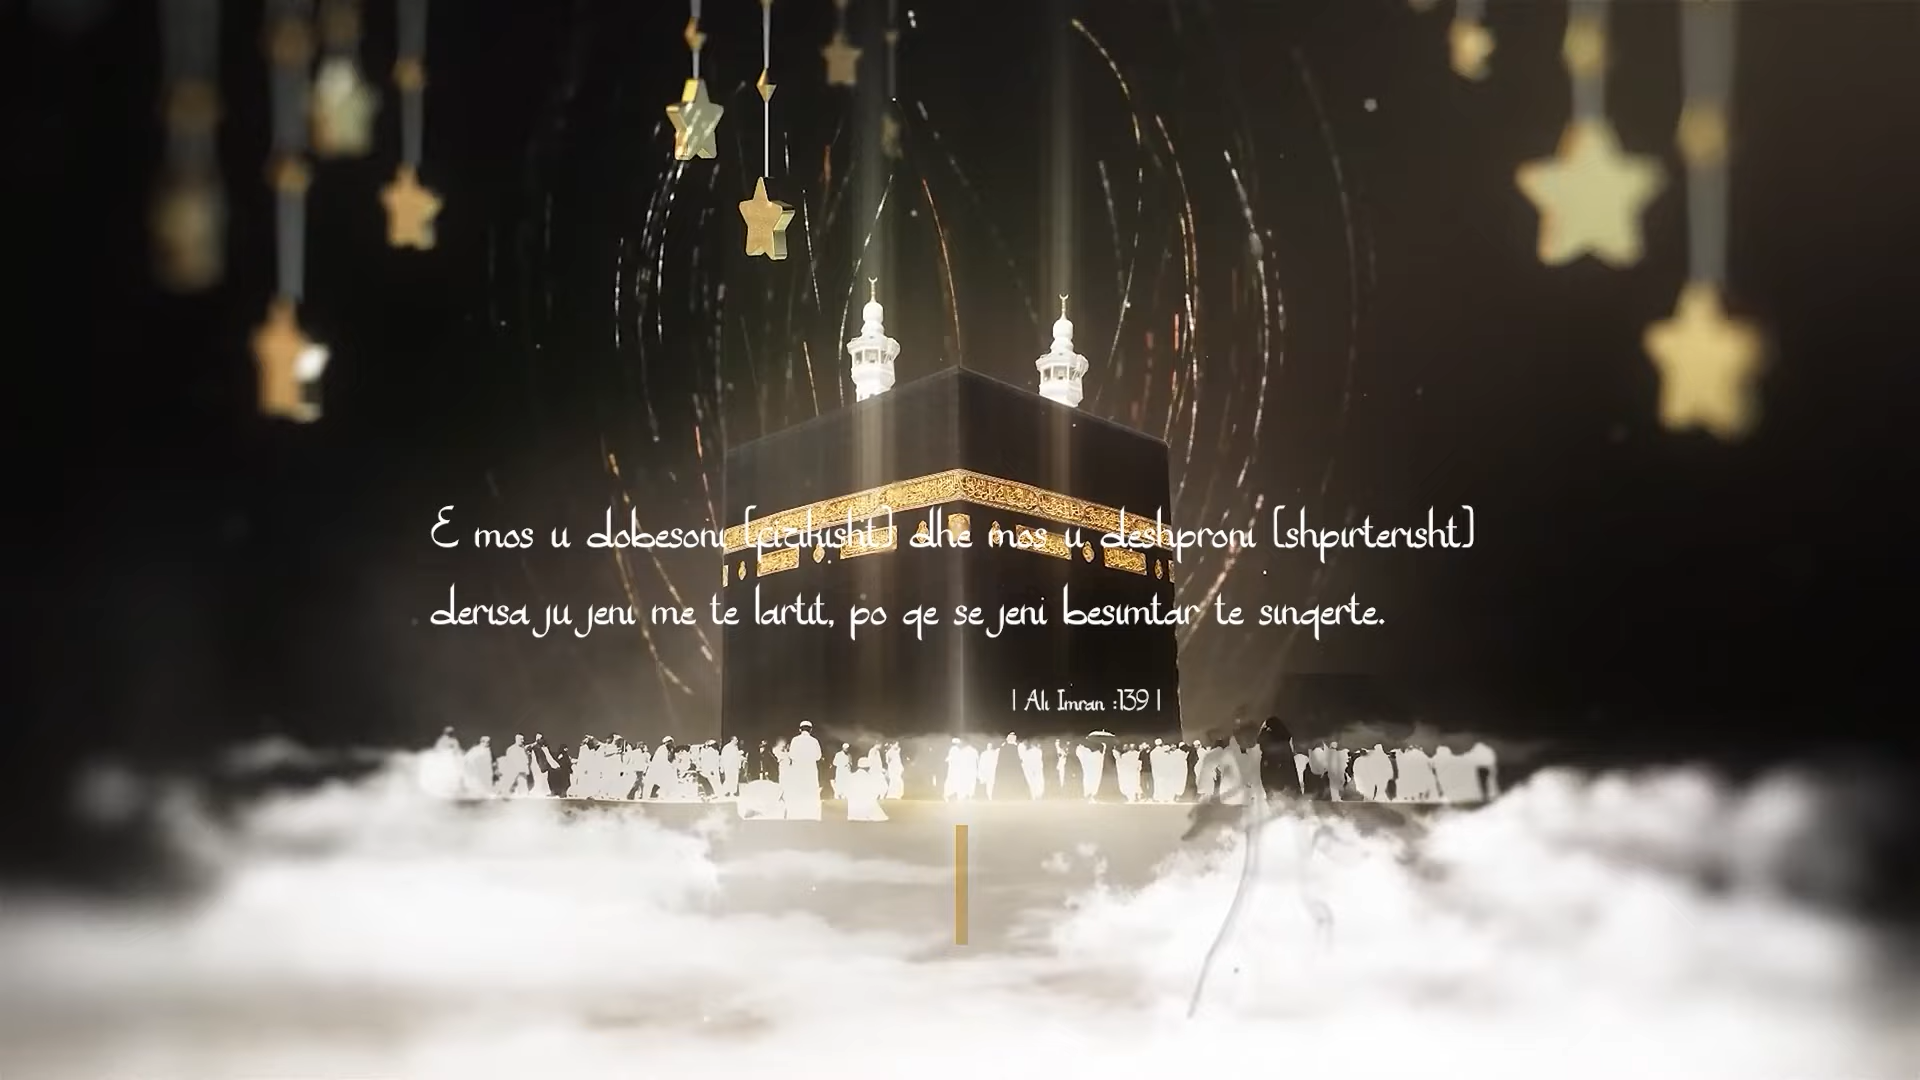 E mos u dobesoni (fizikisht) dhe mos u deshproni (shpirterisht)
derisa ju jeni me te lartit, po qe se jeni besimtar te sinqerte.
| Ali Imran :139 |